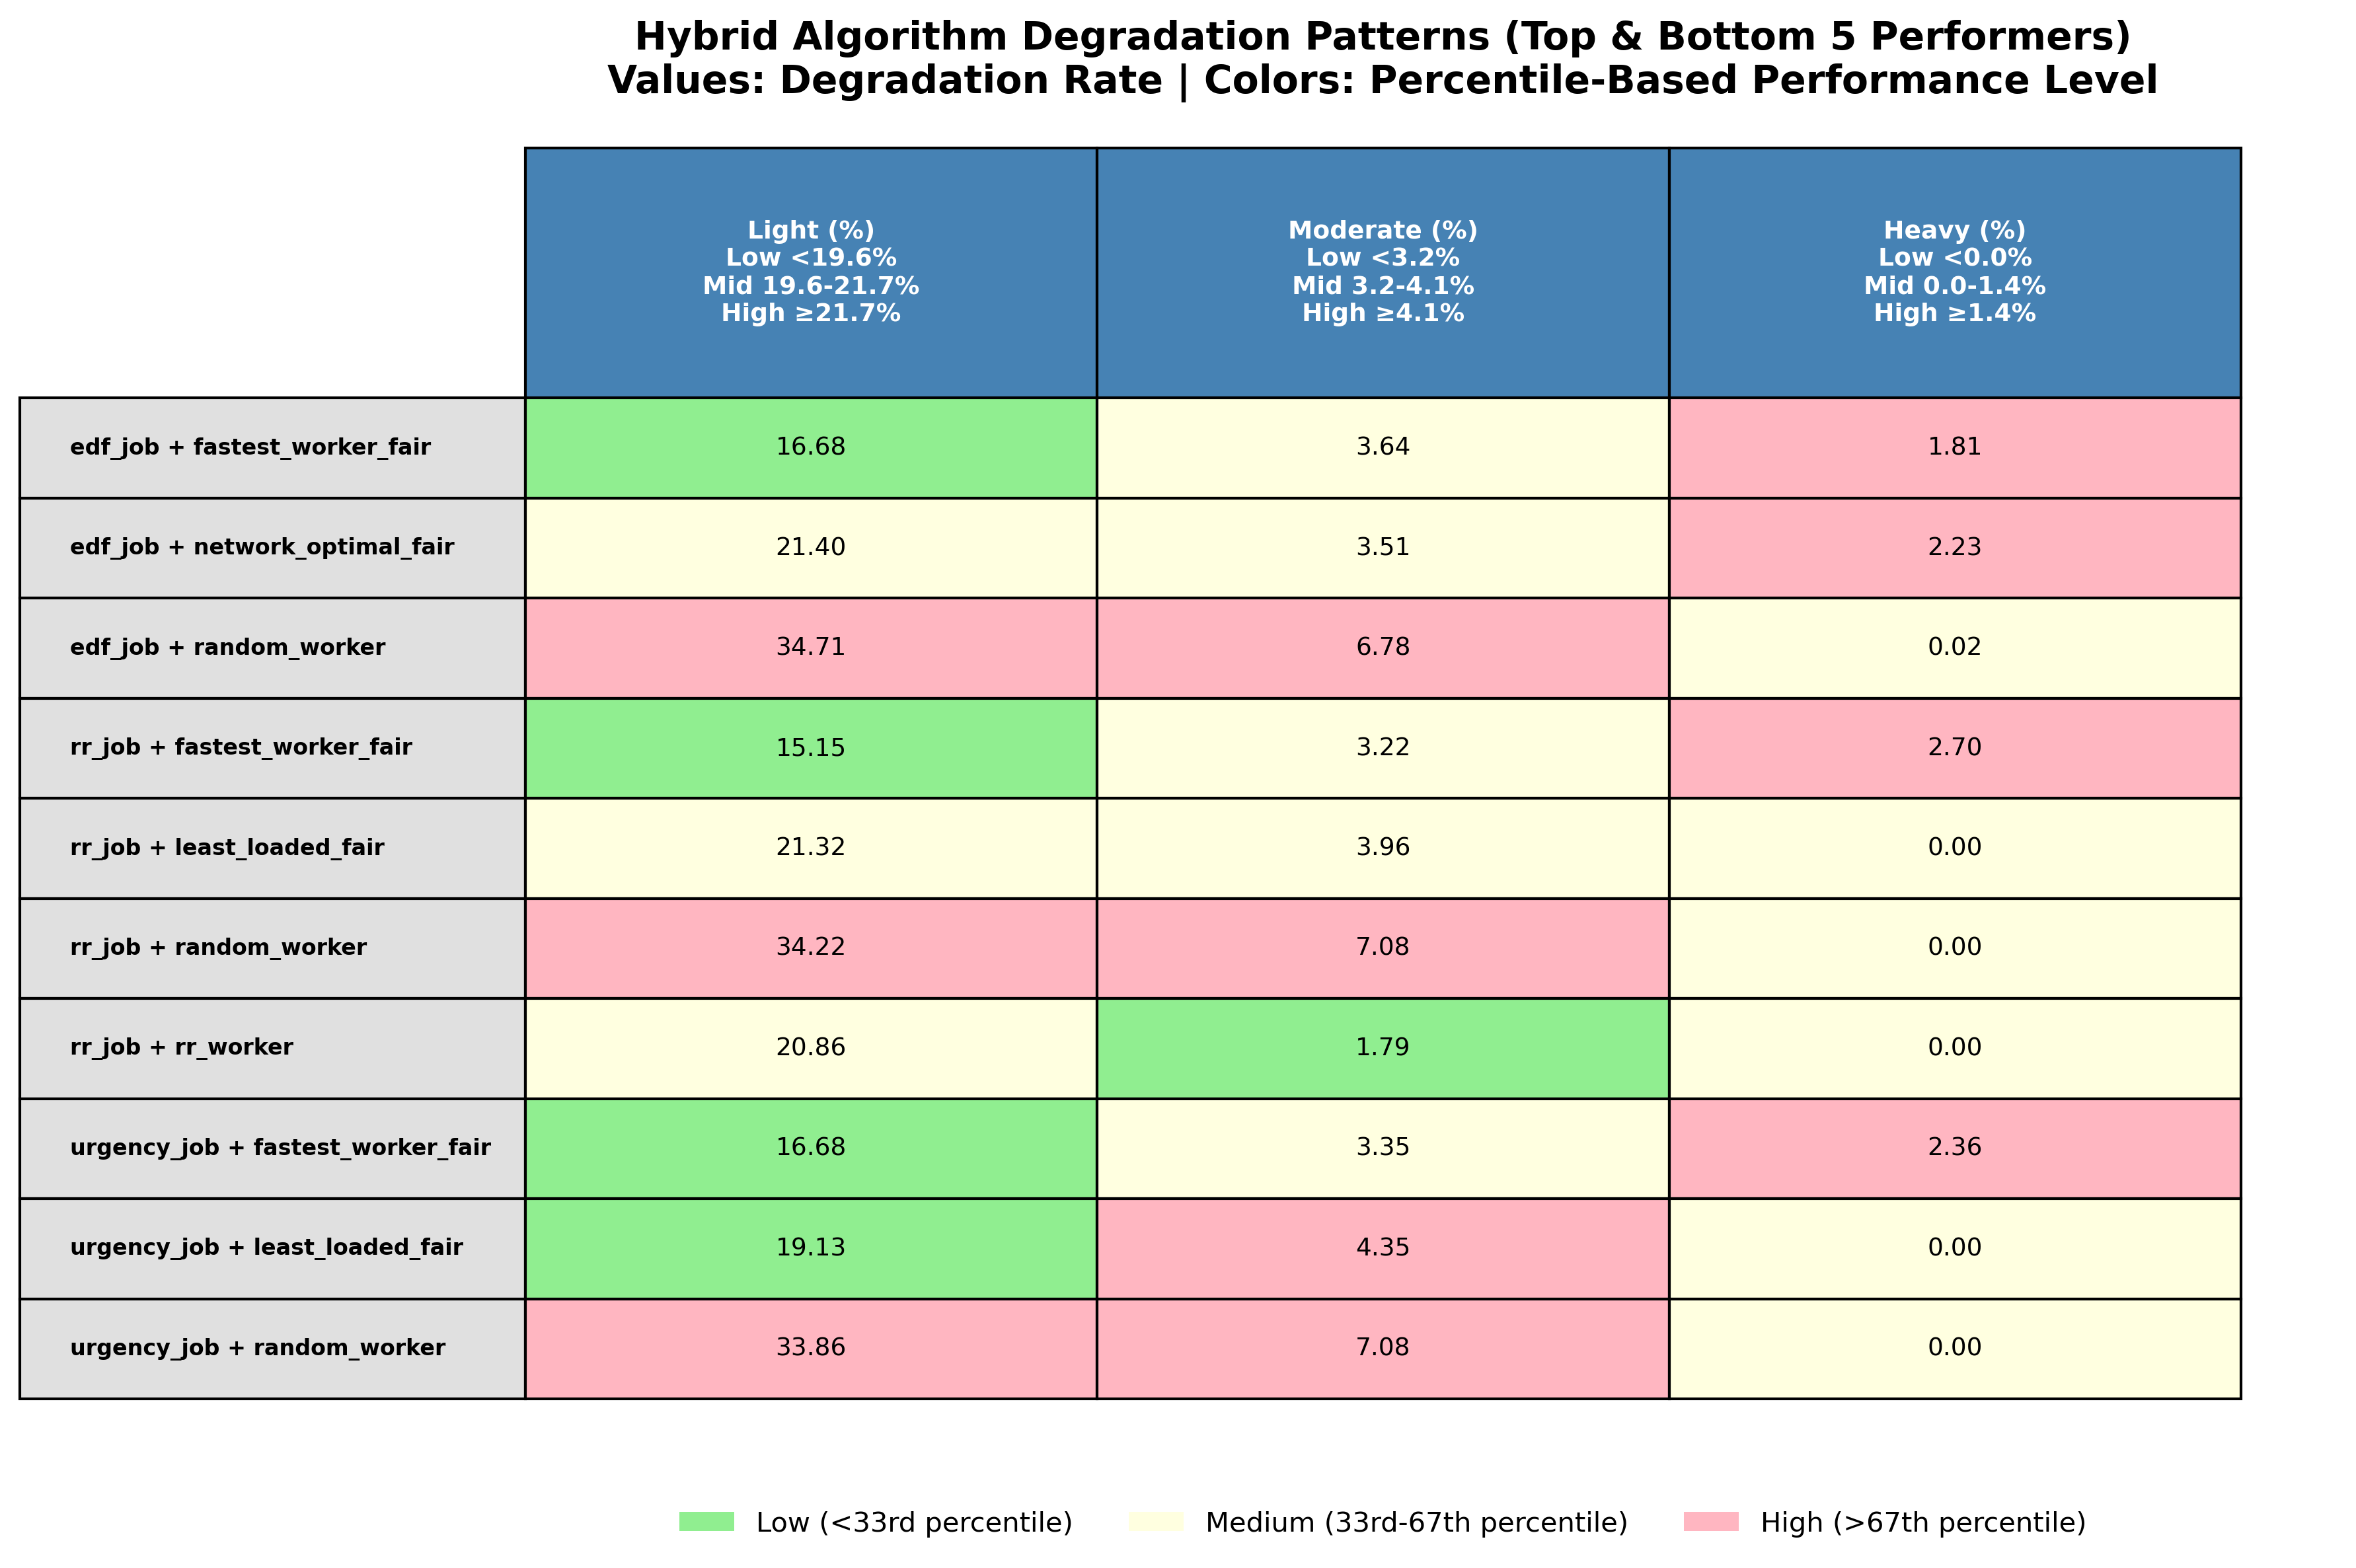 Hybrid Algorithm Degradation Patterns (Top & Bottom 5 Performers)
Values: Degradation Rate | Colors: Percentile-Based Performance Level
Light (%)
Low <19.6%
Mid 19.6-21.7%
High ≥21.7%
Moderate (%)
Low <3.2%
Mid 3.2-4.1%
High ≥4.1%
Heavy (%)
Low <0.0%
Mid 0.0-1.4%
High ≥1.4%
edf_job + fastest_worker_fair 16.68 3.64 1.81
edf_job + network_optimal_fair 21.40 3.51 2.23
edf_job + random_worker 34.71 6.78 0.02
rr_job + fastest_worker_fair 15.15 3.22 2.70
rr_job + least_loaded_fair 21.32 3.96 0.00
rr_job + random_worker 34.22 7.08 0.00
rr_job + rr_worker 20.86 1.79 0.00
urgency_job + fastest_worker_fair 16.68 3.35 2.36
urgency_job + least_loaded_fair 19.13 4.35 0.00
urgency_job + random_worker 33.86 7.08 0.00
Low (<33rd percentile) Medium (33rd-67th percentile) High (>67th percentile)